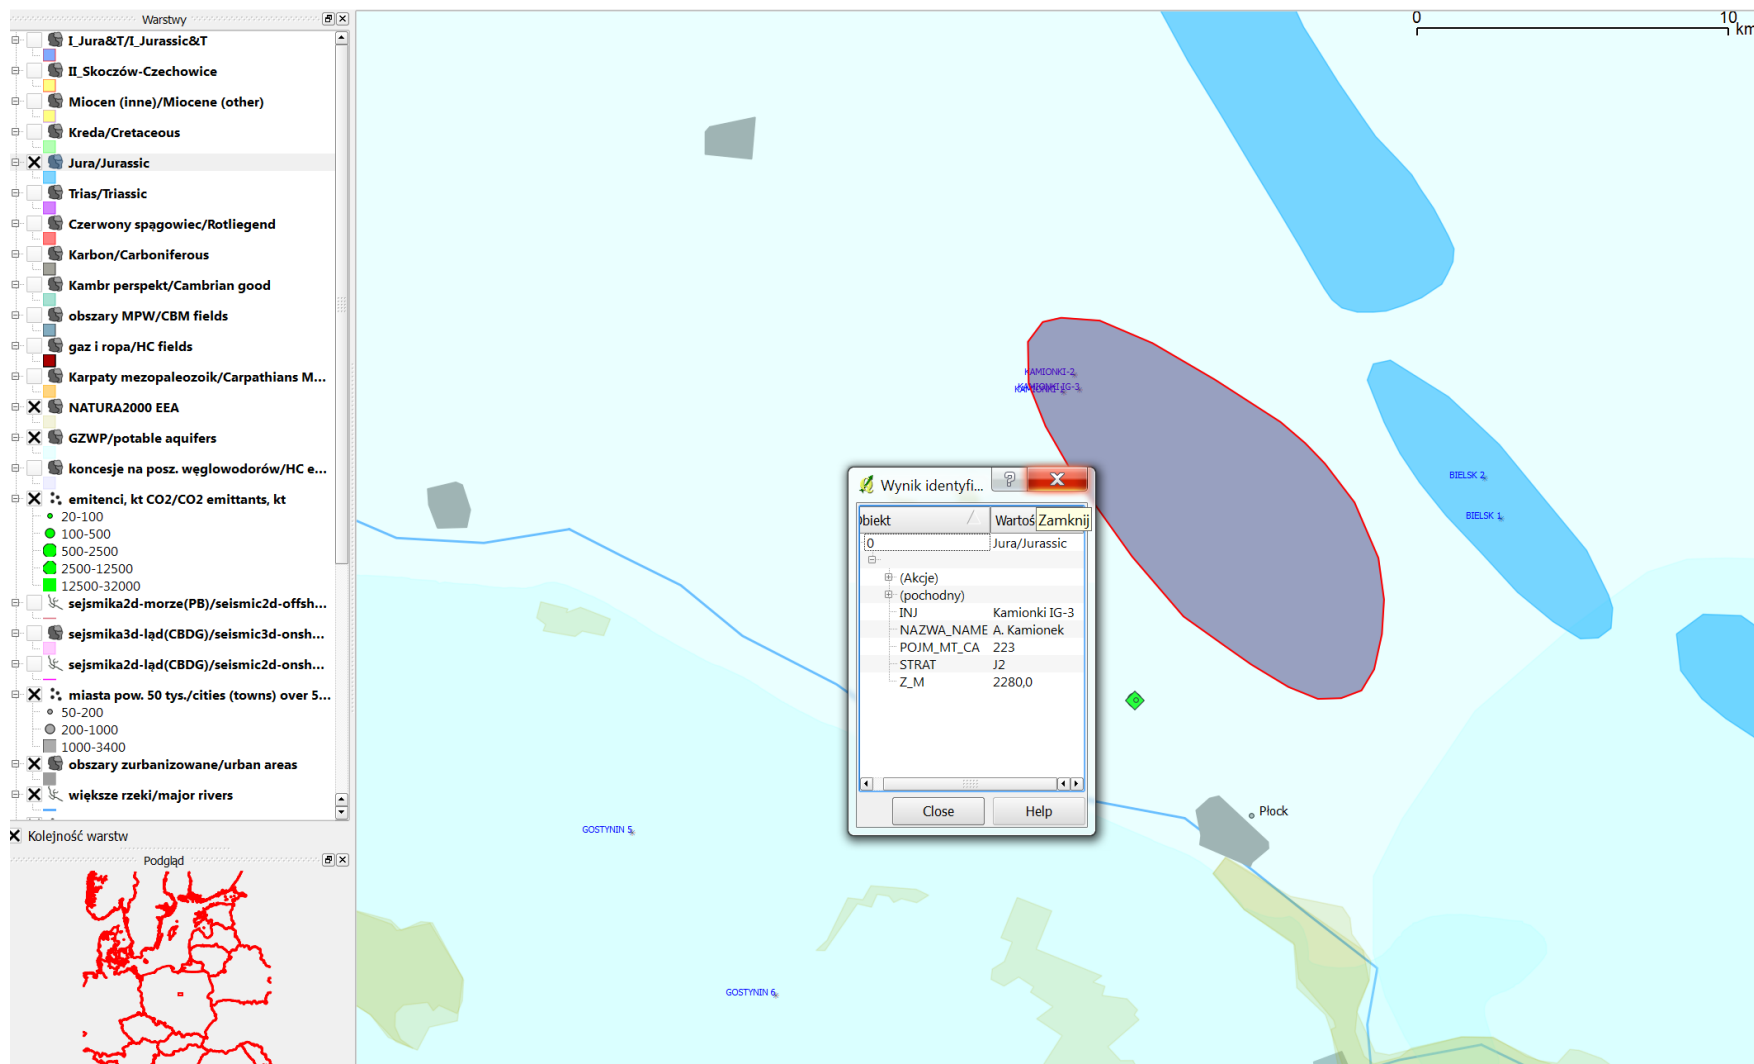 Warstwy
I_Jura&T/I_Jurassic&T
II_Skoczów-Czechowice
Miocen (inne)/Miocene (other)
Kreda/Cretaceous
Jura/Jurassic
Trias/Triassic
Czerwony spągowiec/Rotliegend
Karbon/Carboniferous
Kambr perspekt/Cambrian good
obszary MPW/CBM fields
gaz i ropa/HC fields
Karpaty mezopaleozoik/Carpathians M...
NATURA2000 EEA
GZWP/potable aquifers
koncesje na posz. węglowodorów/HC e...
emitenci, kt CO2/CO2 emittants, kt
20-100
100-500
500-2500
2500-12500
12500-32000
sejsmika2d-morze(PB)/seismic2d-offsh...
sejsmika3d-ląd(CBDG)/seismic3d-onsh...
sejsmika2d-ląd(CBDG)/seismic2d-onsh...
miasta pow. 50 tys./cities (towns) over 5...
50-200
200-1000
1000-3400
obszary zurbanizowane/urban areas
większe rzeki/major rivers
Kolejność warstw
Podgląd
0 10 km
KAMIONKI-2
KAMIONKI IG-3
BIELSK 2
BIELSK 1
Wynik identyfi...
Obiekt Wartoś Zamknij
0 Jura/Jurassic
(Akcje)
(pochodny)
INJ Kamionki IG-3
NAZWA_NAME A. Kamionek
POJM_MT_CA 223
STRAT J2
Z_M 2280,0
Close Help
Płock
GOSTYNIN 5
GOSTYNIN 6